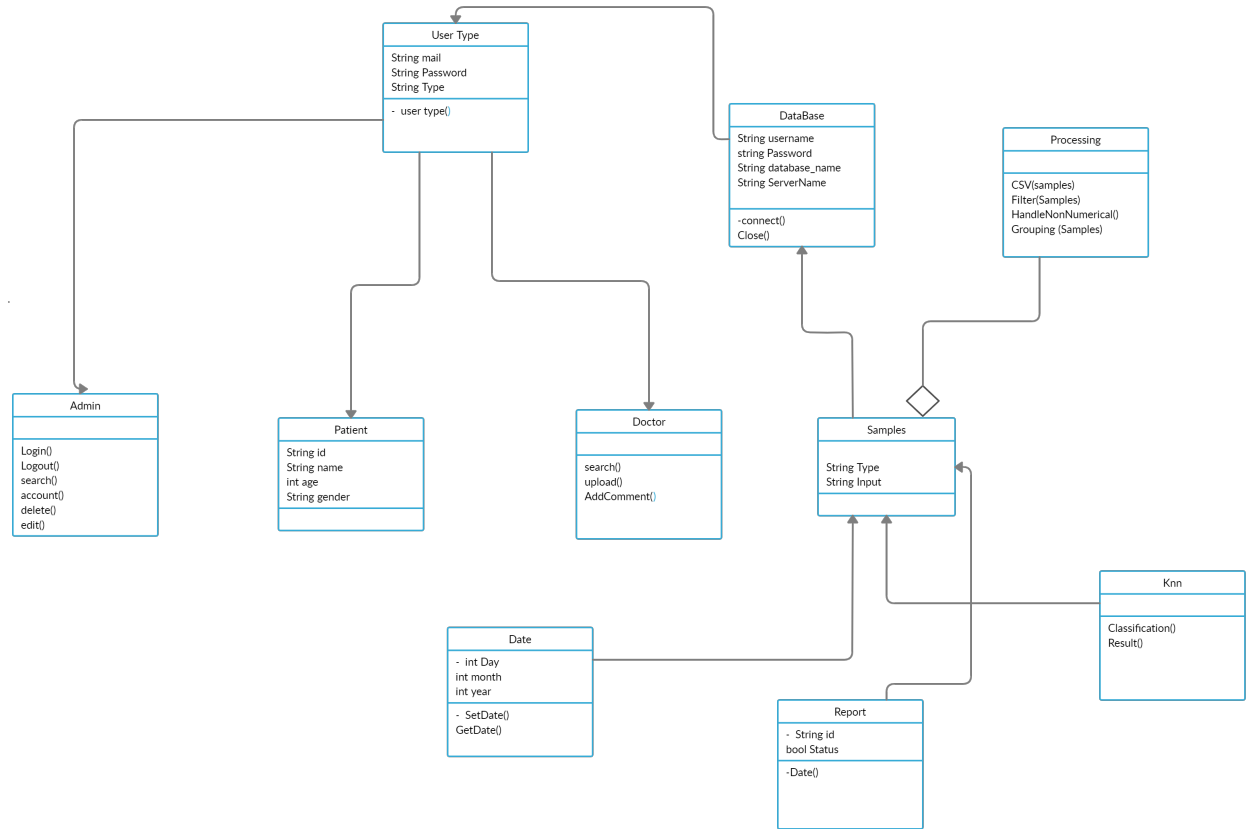 User Type
String mail
String Password
String Type
- user type()
DataBase
String username
string Password
String database_name
String ServerName
-connect()
Close()
Processing
CSV(samples)
Filter(Samples)
HandleNonNumerical()
Grouping (Samples)
Admin
Login()
Logout()
search()
account()
delete()
edit()
Patient
String id
String name
int age
String gender
Doctor
search()
upload()
AddComment()
Samples
String Type
String Input
Knn
Classification()
Result()
Date
- int Day
int month
int year
- SetDate()
GetDate()
Report
- String id
bool Status
-Date()